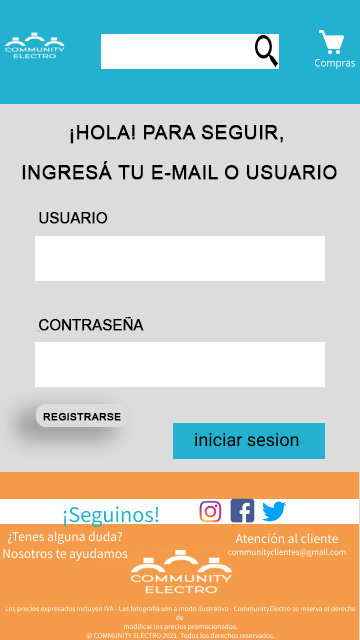 COMMUNITY
ELECTRO
Compras
¡HOLA! PARA SEGUIR,
INGRESÁ TU E-MAIL O USUARIO
USUARIO
CONTRASEÑA
REGISTRARSE
iniciar sesion
¡Seguinos!
¿Tenes alguna duda?
Nosotros te ayudamos
Atención al cliente
communityclientes@gmail.com
COMMUNITY
ELECTRO
Los precios expresados incluyen IVA - Las fotografia son a modo ilustrativo - CommunityElectro se reserva el derecho
de
modificar los precios promocionados.
@ COMMUNITY ELECTRO 2021. Todos los derechos reservados.